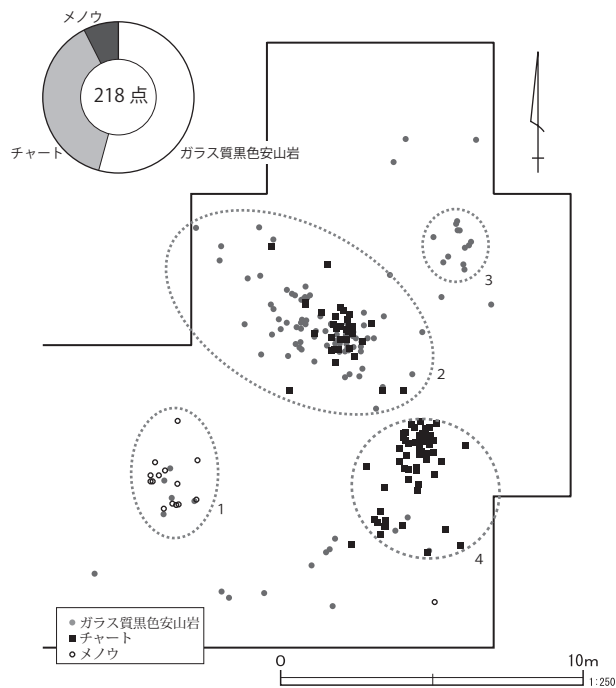 メノウ
218 点
チャート
ガラス質黒色安山岩
3
2
1
4
ガラス質黒色安山岩
チャート
メノウ
0
10m
1:250